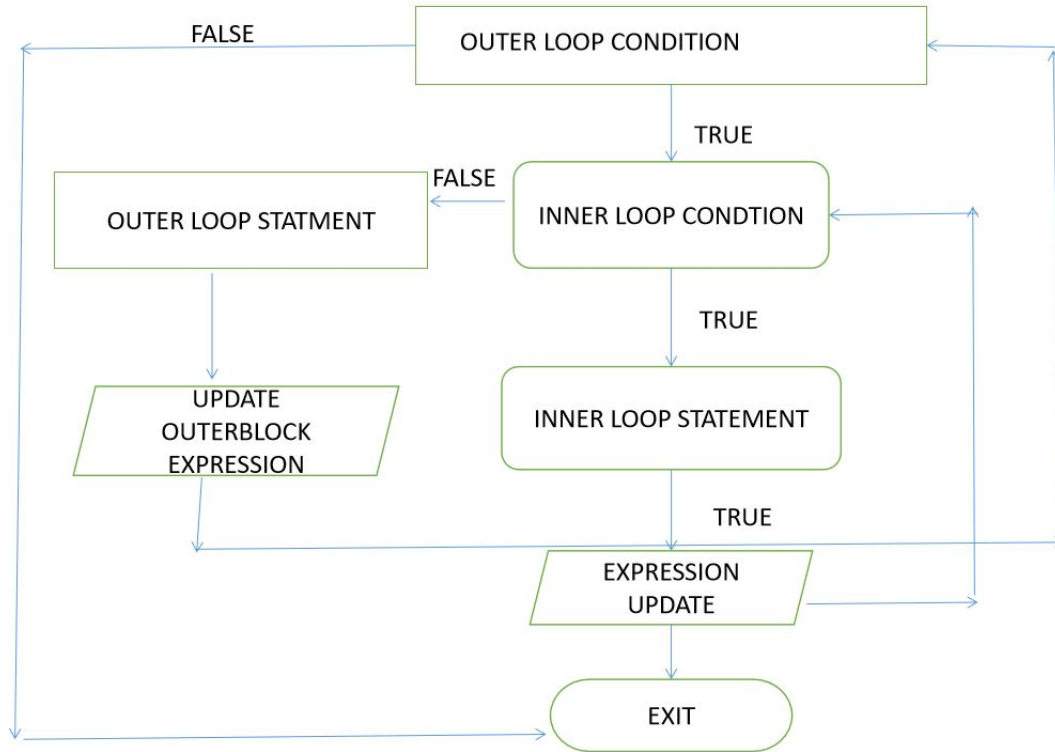 FALSE
OUTER LOOP CONDITION
TRUE
FALSE
OUTER LOOP STATMENT
INNER LOOP CONDTION
TRUE
UPDATE
OUTERBLOCK
EXPRESSION
INNER LOOP STATEMENT
TRUE
EXPRESSION
UPDATE
EXIT